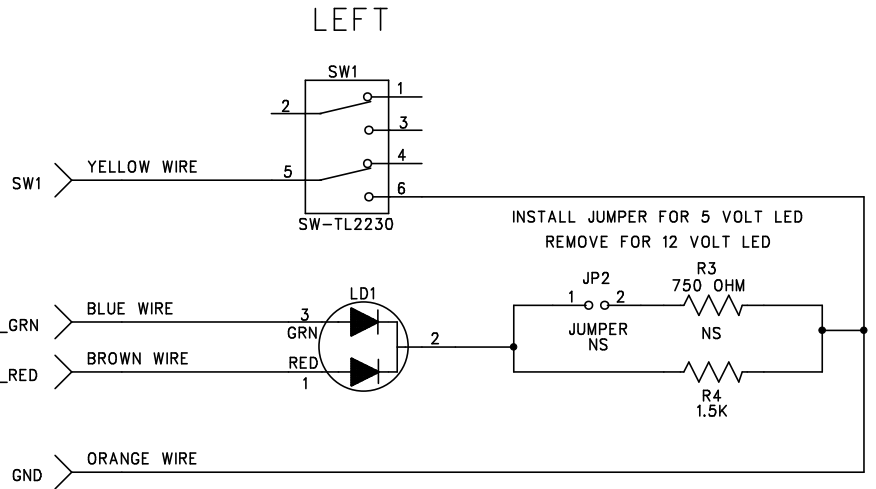 LEFT
SW1
2
1
3
4
5
6
SW1
YELLOW WIRE
SW-TL2230
INSTALL JUMPER FOR 5 VOLT LED
REMOVE FOR 12 VOLT LED
R3
750 OHM
JP2
1
2
JUMPER
NS
NS
LD1
_GRN
BLUE WIRE
3
GRN
2
_RED
BROWN WIRE
RED
1
R4
1.5K
GND
ORANGE WIRE